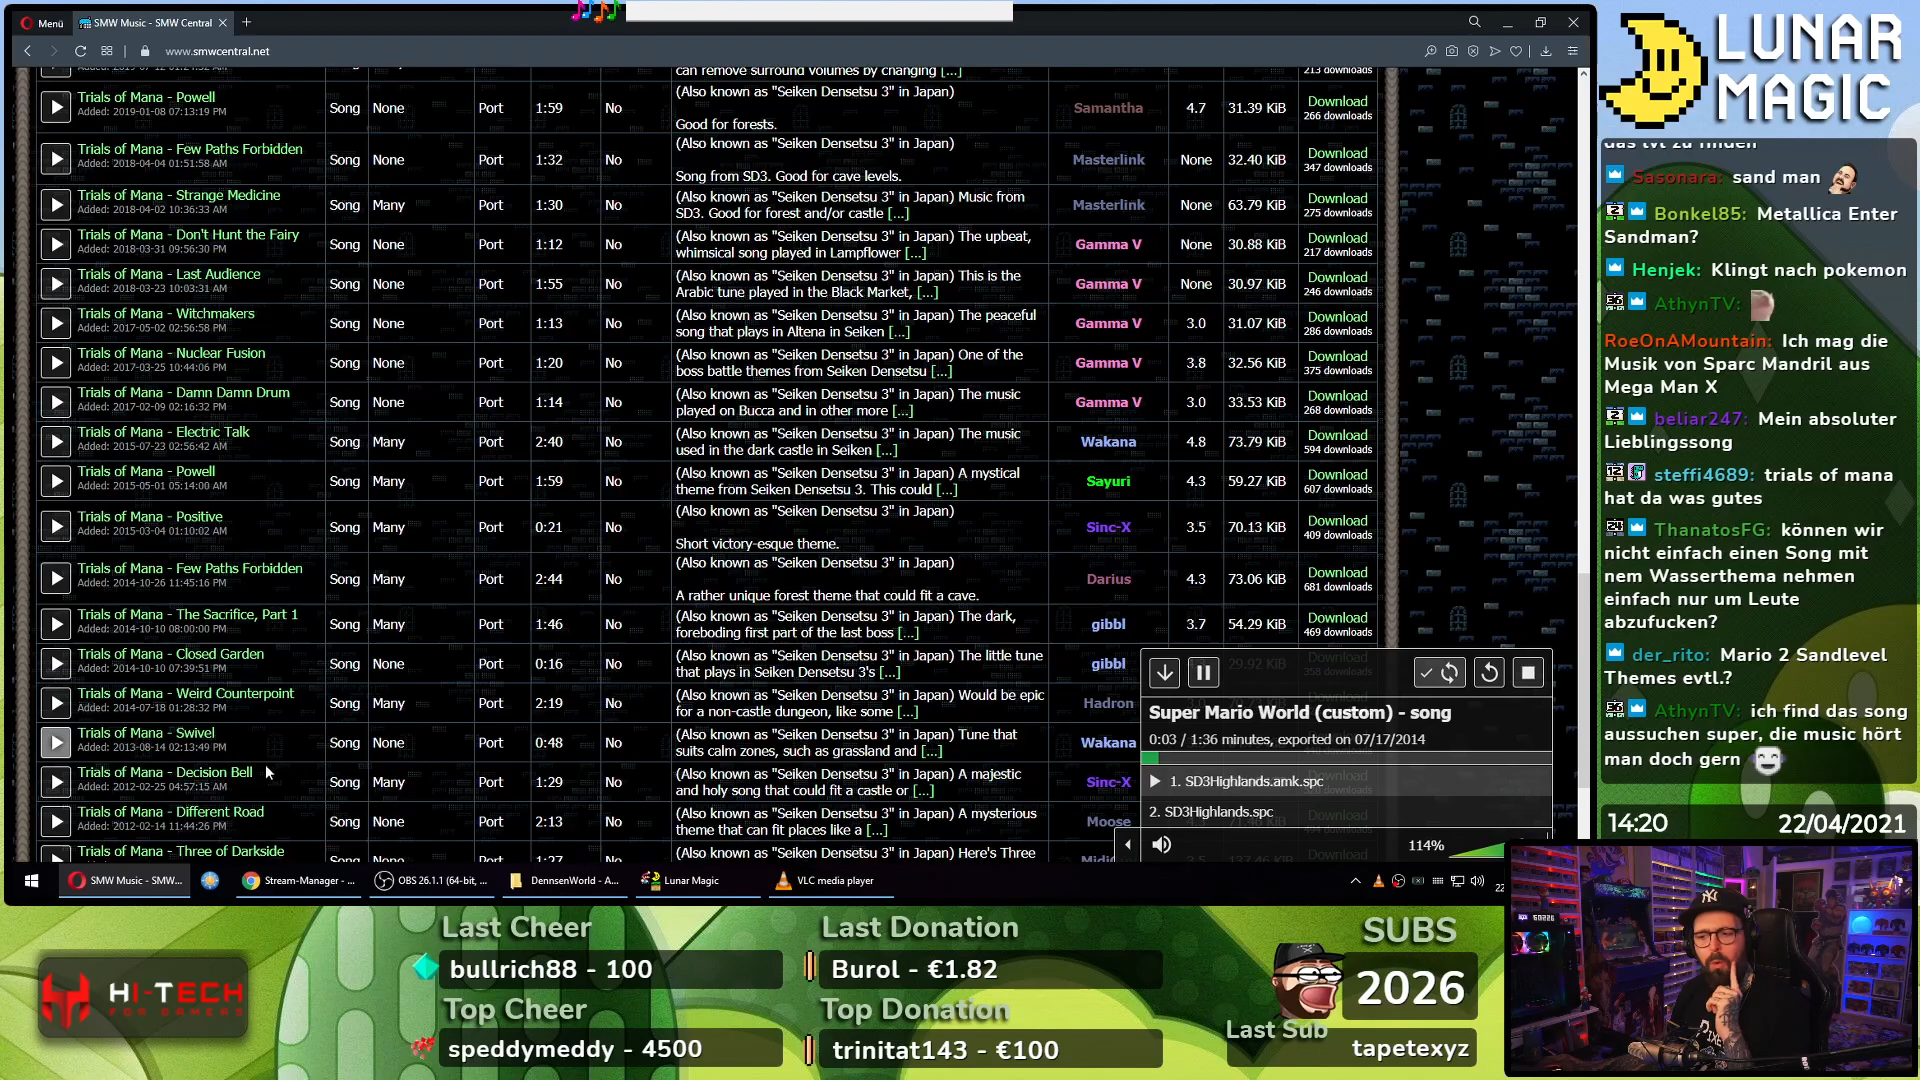 Menü
SMW Music - SMW Central
www.smwcentral.net
can remove surround volumes by changing [...]
213 downloads
Trials of Mana - Powell
Added: 2019-01-08 07:13:19 PM
Song None Port 1:59 No
(Also known as "Seiken Densetsu 3" in Japan)
Good for forests.
Samantha 4.7 31.39 KiB
Download
266 downloads
Trials of Mana - Few Paths Forbidden
Added: 2018-04-04 01:51:58 AM
Song None Port 1:32 No
(Also known as "Seiken Densetsu 3" in Japan)
Song from SD3. Good for cave levels.
Masterlink None 32.40 KiB
Download
347 downloads
Trials of Mana - Strange Medicine
Added: 2018-04-02 10:36:33 AM
Song Many Port 1:30 No
(Also known as "Seiken Densetsu 3" in Japan) Music from
SD3. Good for forest and/or castle [...]
Masterlink None 63.79 KiB
Download
275 downloads
Trials of Mana - Don't Hunt the Fairy
Added: 2018-03-31 09:56:30 PM
Song None Port 1:12 No
(Also known as "Seiken Densetsu 3" in Japan) The upbeat,
whimsical song played in Lampflower [...]
Gamma V None 30.88 KiB
Download
217 downloads
Trials of Mana - Last Audience
Added: 2018-03-23 10:03:31 AM
Song None Port 1:55 No
(Also known as "Seiken Densetsu 3" in Japan) This is the
Arabic tune played in the Black Market, [...]
Gamma V None 30.97 KiB
Download
246 downloads
Trials of Mana - Witchmakers
Added: 2017-05-02 02:56:58 PM
Song None Port 1:13 No
(Also known as "Seiken Densetsu 3" in Japan) The peaceful
song that plays in Altena in Seiken [...]
Gamma V 3.0 31.07 KiB
Download
286 downloads
Trials of Mana - Nuclear Fusion
Added: 2017-03-25 10:44:06 PM
Song None Port 1:20 No
(Also known as "Seiken Densetsu 3" in Japan) One of the
boss battle themes from Seiken Densetsu [...]
Gamma V 3.8 32.56 KiB
Download
375 downloads
Trials of Mana - Damn Damn Drum
Added: 2017-02-09 02:16:32 PM
Song None Port 1:14 No
(Also known as "Seiken Densetsu 3" in Japan) The music
played on Bucca and in other more [...]
Gamma V 3.0 33.53 KiB
Download
268 downloads
Trials of Mana - Electric Talk
Added: 2015-07-23 02:56:42 AM
Song Many Port 2:40 No
(Also known as "Seiken Densetsu 3" in Japan) The music
used in the dark castle in Seiken [...]
Wakana 4.8 73.79 KiB
Download
594 downloads
Trials of Mana - Powell
Added: 2015-05-01 05:14:00 AM
Song Many Port 1:59 No
(Also known as "Seiken Densetsu 3" in Japan) A mystical
theme from Seiken Densetsu 3. This could [...]
Sayuri 4.3 59.27 KiB
Download
607 downloads
Trials of Mana - Positive
Added: 2015-03-04 01:10:02 AM
Song Many Port 0:21 No
(Also known as "Seiken Densetsu 3" in Japan)
Short victory-esque theme.
Sinc-X 3.5 70.13 KiB
Download
409 downloads
Trials of Mana - Few Paths Forbidden
Added: 2014-10-26 11:45:16 PM
Song Many Port 2:44 No
(Also known as "Seiken Densetsu 3" in Japan)
A rather unique forest theme that could fit a cave.
Darius 4.3 73.06 KiB
Download
681 downloads
Trials of Mana - The Sacrifice, Part 1
Added: 2014-10-10 08:00:00 PM
Song Many Port 1:46 No
(Also known as "Seiken Densetsu 3" in Japan) The dark,
foreboding first part of the last boss [...]
gibbl 3.7 54.29 KiB
Download
469 downloads
Trials of Mana - Closed Garden
Added: 2014-10-10 07:39:51 PM
Song None Port 0:16 No
(Also known as "Seiken Densetsu 3" in Japan) The little tune
that plays in Seiken Densetsu 3's [...]
gibbl 29.92 KiB
Trials of Mana - Weird Counterpoint
Added: 2014-07-18 01:28:32 PM
Song Many Port 2:19 No
(Also known as "Seiken Densetsu 3" in Japan) Would be epic
for a non-castle dungeon, like some [...]
Hadron
Trials of Mana - Swivel
Added: 2013-08-14 02:13:49 PM
Song None Port 0:48 No
(Also known as "Seiken Densetsu 3" in Japan) Tune that
suits calm zones, such as grassland and [...]
Wakana
Trials of Mana - Decision Bell
Added: 2012-02-25 04:57:15 AM
Song Many Port 1:29 No
(Also known as "Seiken Densetsu 3" in Japan) A majestic
and holy song that could fit a castle or [...]
Sinc-X
Trials of Mana - Different Road
Added: 2012-02-14 11:44:26 PM
Song None Port 2:13 No
(Also known as "Seiken Densetsu 3" in Japan) A mysterious
theme that can fit places like a [...]
Moose
Trials of Mana - Three of Darkside
Song None Port 1:27 No
(Also known as "Seiken Densetsu 3" in Japan) Here's Three
Super Mario World (custom) - song
0:03 / 1:36 minutes, exported on 07/17/2014
1. SD3Highlands.amk.spc
2. SD3Highlands.spc
114%
SMW Music - SMW...
Stream-Manager - ...
OBS 26.1.1 (64-bit, ...
DennsenWorld - A...
Lunar Magic
VLC media player
22
LUNAR
MAGIC
das lvl zu finden
Sasonara: sand man
Bonkel85: Metallica Enter
Sandman?
Henjek: Klingt nach pokemon
AthynTV:
RoeOnAMountain: Ich mag die
Musik von Sparc Mandril aus
Mega Man X
beliar247: Mein absoluter
Lieblingssong
steffi4689: trials of mana
hat da was gutes
ThanatosFG: können wir
nicht einfach einen Song mit
nem Wasserthema nehmen
einfach nur um Leute
abzufucken?
der_rito: Mario 2 Sandlevel
Themes evtl.?
AthynTV: ich find das song
aussuchen super, die music hört
man doch gern
14:20 22/04/2021
HI-TECH
FOR GAMERS
Last Cheer
bullrich88 - 100
Top Cheer
speddymeddy - 4500
Last Donation
Burol - €1.82
Top Donation
trinitat143 - €100
SUBS
2026
Last Sub
tapetexyz